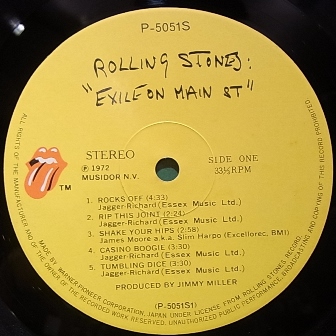 P-5051S
ROLLING STONES:
"EXILE ON MAIN ST"
STEREO
SIDE ONE
℗ 1972
33⅓RPM
MUSIDOR N.V.
TM
1. ROCKS OFF (4:33)
Jagger-Richard (Essex Music Ltd.)
2. RIP THIS JOINT (2:24)
Jagger-Richard (Essex Music Ltd.)
3. SHAKE YOUR HIPS (2:58)
James Moore a.k.a. Slim Harpo (Excellorec, BMI)
4. CASINO BOOGIE (3:30)
Jagger-Richard (Essex Music Ltd.)
5. TUMBLING DICE (3:30)
Jagger-Richard (Essex Music Ltd.)
PRODUCED BY JIMMY MILLER
(P-5051S1)
ALL RIGHTS OF THE MANUFACTURER AND OF THE OWNER OF THE RECORDED WORK RESERVED. UNAUTHORIZED PUBLIC PERFORMANCE, BROADCASTING AND COPYING OF THIS RECORD PROHIBITED.
MADE BY WARNER-PIONEER CORPORATION, JAPAN UNDER LICENSE FROM ROLLING STONES RECORD.